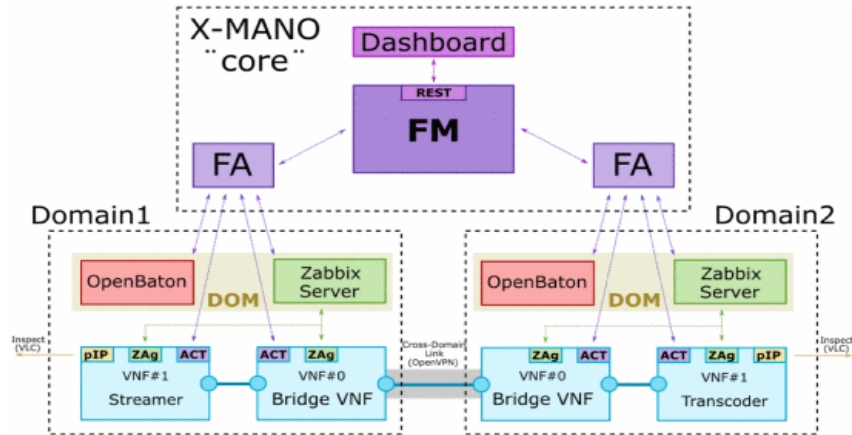 X-MANO
¨core¨
Dashboard
REST
FM
FA
FA
Domain1
Domain2
OpenBaton
Zabbix
Server
DOM
OpenBaton
Zabbix
Server
DOM
Inspect
(VLC)
pIP
ZAg
ACT
VNF#1
Streamer
ACT
ZAg
VNF#0
Bridge VNF
Cross-Domain
Link
(OpenVPN)
ZAg
ACT
VNF#0
Bridge VNF
ACT
ZAg
pIP
VNF#1
Transcoder
Inspect
(VLC)